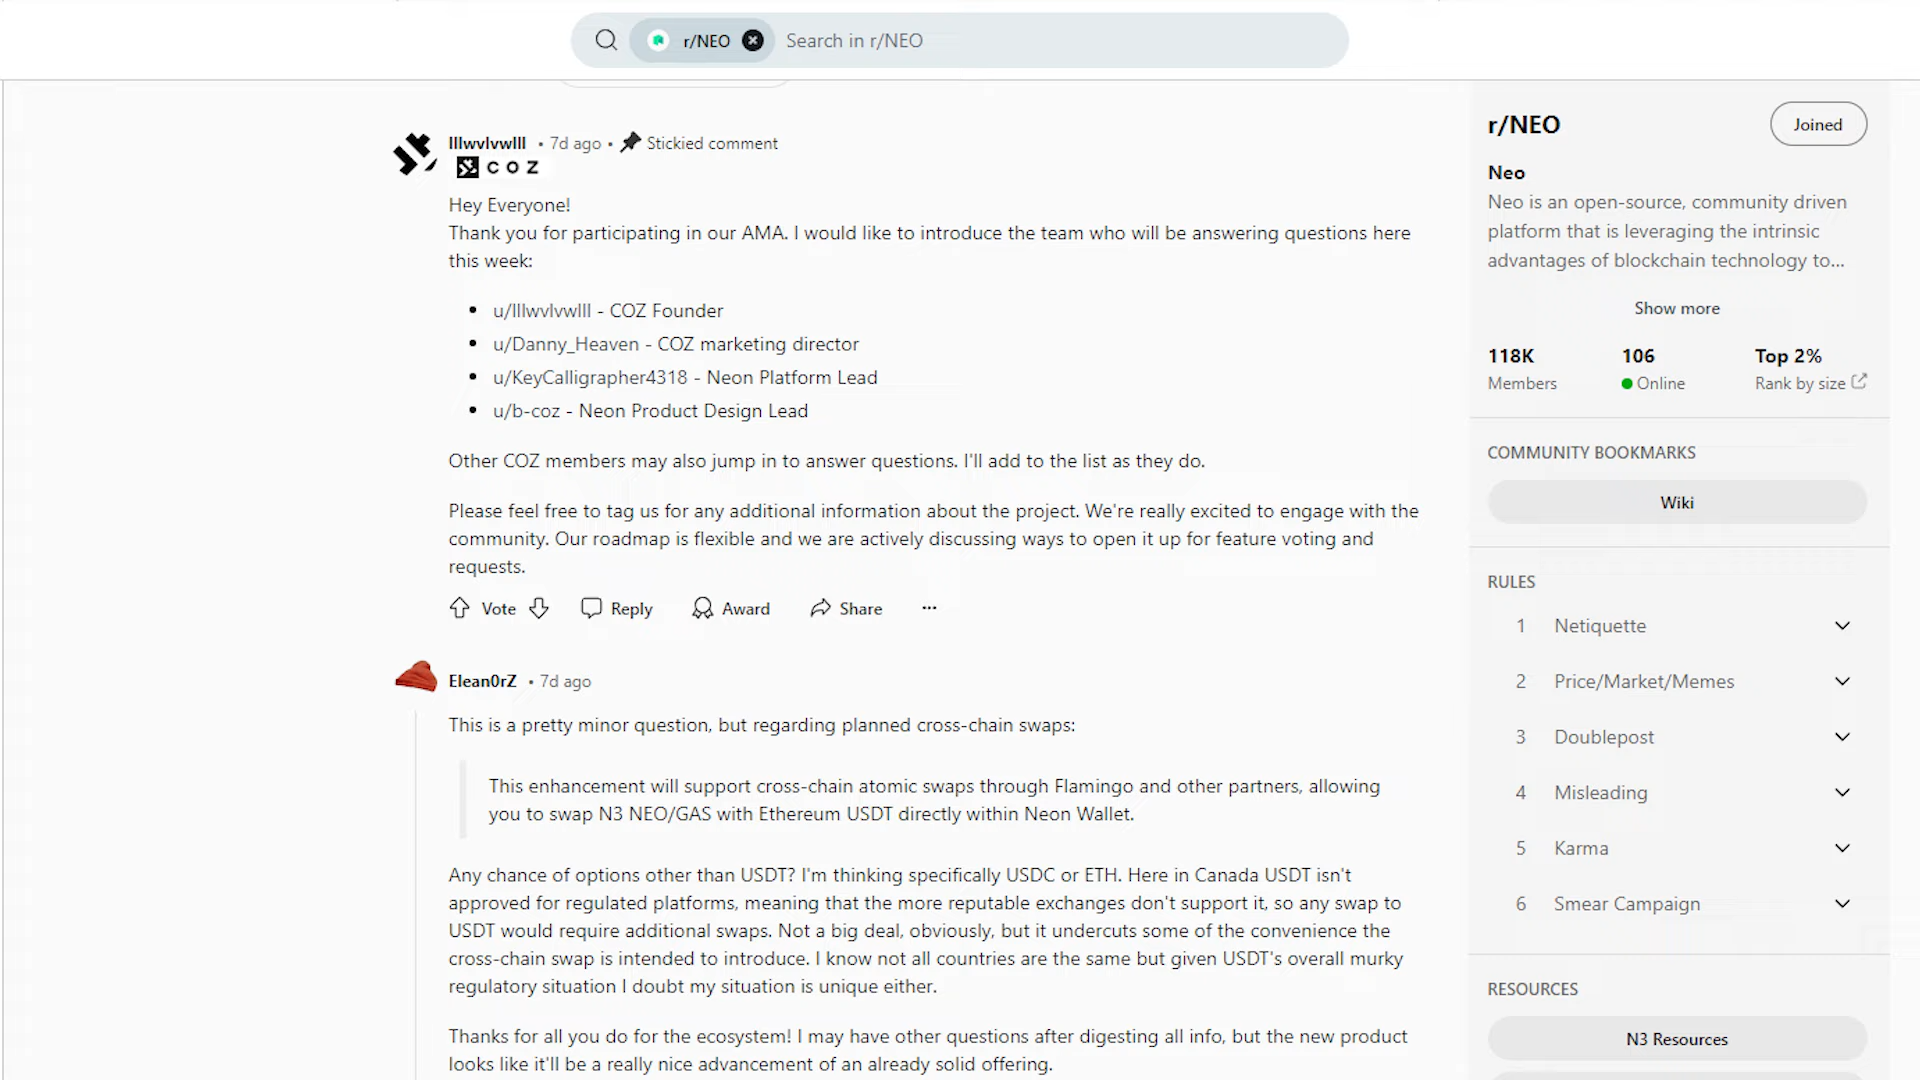 r/NEO
Search in r/NEO
lllwvlvwlll • 7d ago • Stickied comment
COZ
Hey Everyone!
Thank you for participating in our AMA. I would like to introduce the team who will be answering questions here
this week:
• u/lllwvlvwlll - COZ Founder
• u/Danny_Heaven - COZ marketing director
• u/KeyCalligrapher4318 - Neon Platform Lead
• u/b-coz - Neon Product Design Lead
Other COZ members may also jump in to answer questions. I'll add to the list as they do.
Please feel free to tag us for any additional information about the project. We're really excited to engage with the
community. Our roadmap is flexible and we are actively discussing ways to open it up for feature voting and
requests.
Vote
Reply
Award
Share
Elean0rZ • 7d ago
This is a pretty minor question, but regarding planned cross-chain swaps:
This enhancement will support cross-chain atomic swaps through Flamingo and other partners, allowing
you to swap N3 NEO/GAS with Ethereum USDT directly within Neon Wallet.
Any chance of options other than USDT? I'm thinking specifically USDC or ETH. Here in Canada USDT isn't
approved for regulated platforms, meaning that the more reputable exchanges don't support it, so any swap to
USDT would require additional swaps. Not a big deal, obviously, but it undercuts some of the convenience the
cross-chain swap is intended to introduce. I know not all countries are the same but given USDT's overall murky
regulatory situation I doubt my situation is unique either.
Thanks for all you do for the ecosystem! I may have other questions after digesting all info, but the new product
looks like it'll be a really nice advancement of an already solid offering.
r/NEO
Joined
Neo
Neo is an open-source, community driven
platform that is leveraging the intrinsic
advantages of blockchain technology to...
Show more
118K 106 Top 2%
Members Online Rank by size
COMMUNITY BOOKMARKS
Wiki
RULES
1 Netiquette
2 Price/Market/Memes
3 Doublepost
4 Misleading
5 Karma
6 Smear Campaign
RESOURCES
N3 Resources